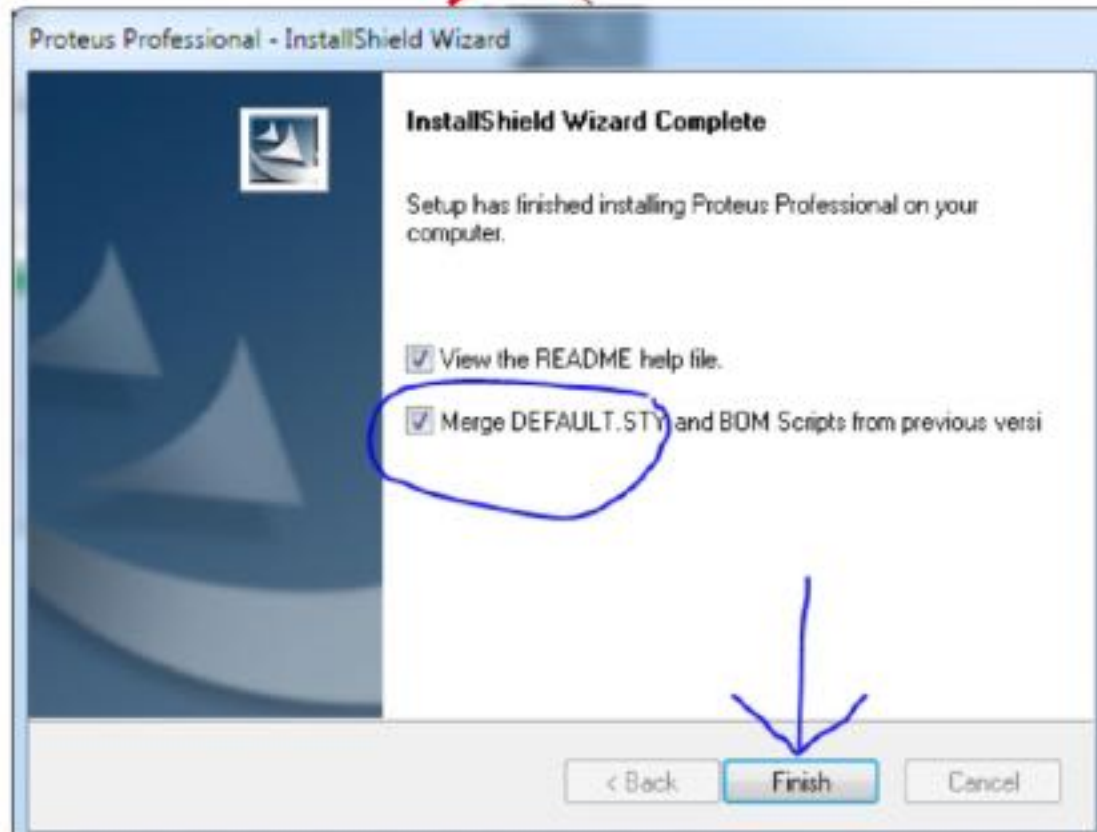 Proteus Professional - InstallShield Wizard
InstallShield Wizard Complete
Setup has finished installing Proteus Professional on your
computer.
View the README help file.
Merge DEFAULT.STY and BOM Scripts from previous versi
< Back
Finish
Cancel